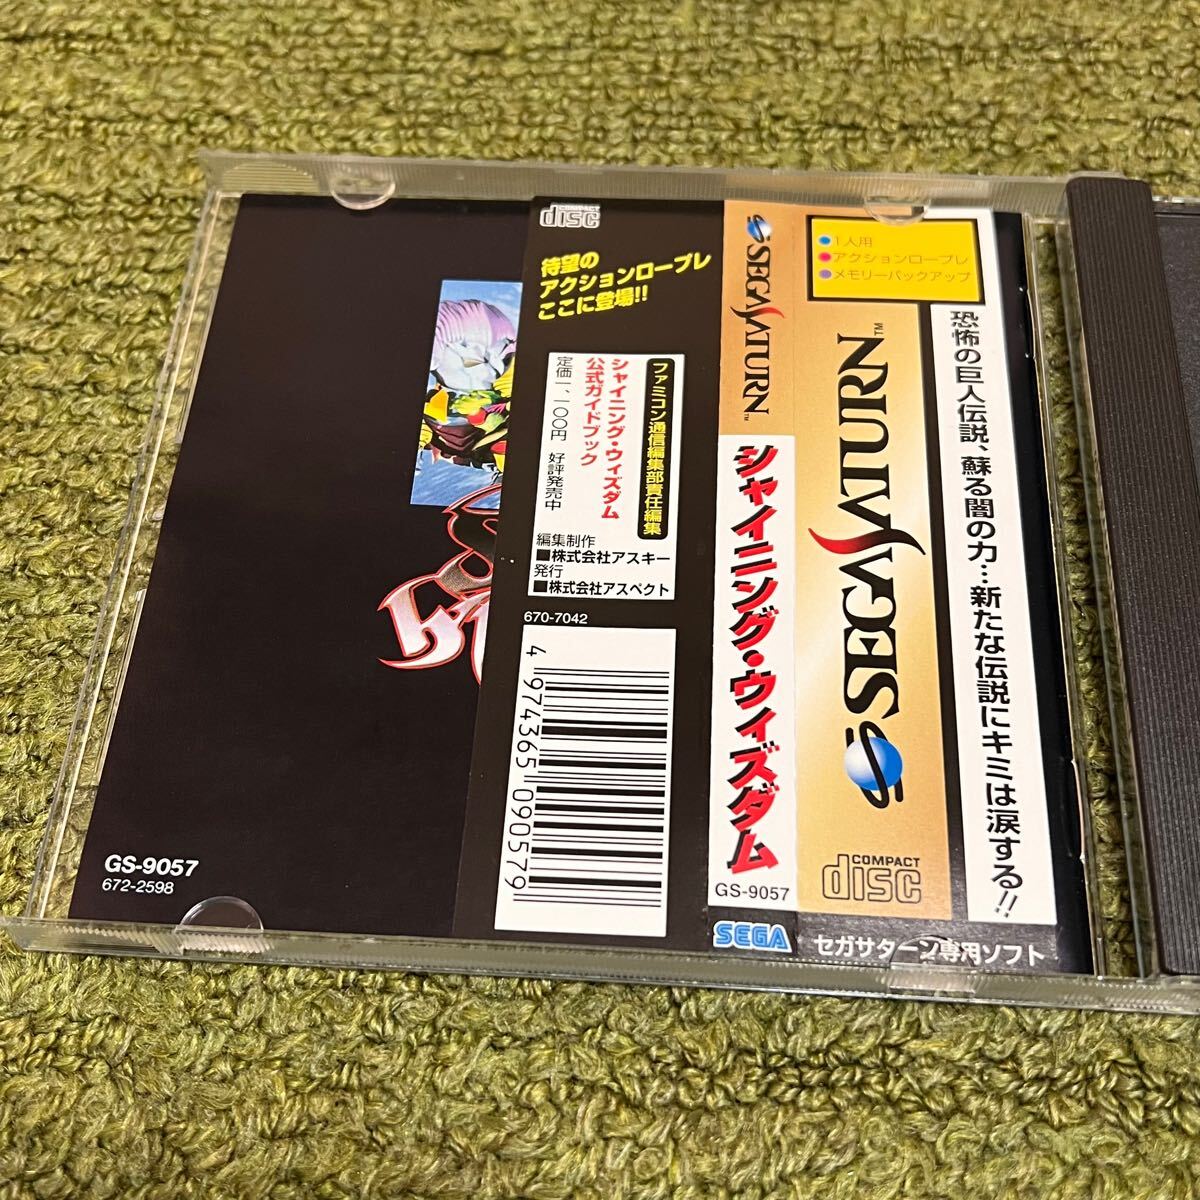 COMPACT
disc
待望の
アクションロープレ
ここに登場!!
ファミコン通信編集部責任編集
シャイニング・ウィズダム
公式ガイドブック
定価一、一〇〇円 好評発売中
編集制作
■株式会社アスキー
発行
■株式会社アスペクト
670-7042
4 974365 090579
GS-9057
672-2598
SEGA SATURN™
シャイニング・ウィズダム
GS-9057
SEGA
●1人用
●アクションロープレ
●メモリーバックアップ
SEGA SATURN™
COMPACT
disc
恐怖の巨人伝説、蘇る闇の力…新たな伝説にキミは涙する!!
セガサターン専用ソフト